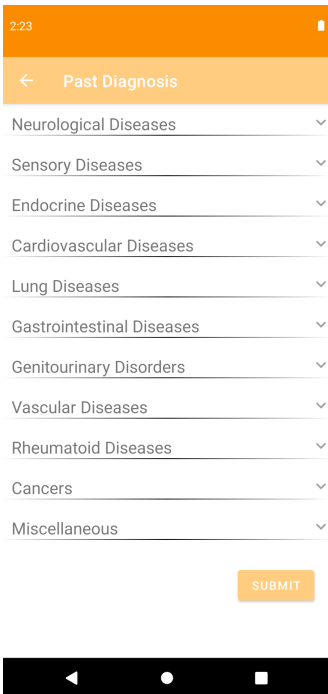 2:23
Past Diagnosis
Neurological Diseases
Sensory Diseases
Endocrine Diseases
Cardiovascular Diseases
Lung Diseases
Gastrointestinal Diseases
Genitourinary Disorders
Vascular Diseases
Rheumatoid Diseases
Cancers
Miscellaneous
SUBMIT